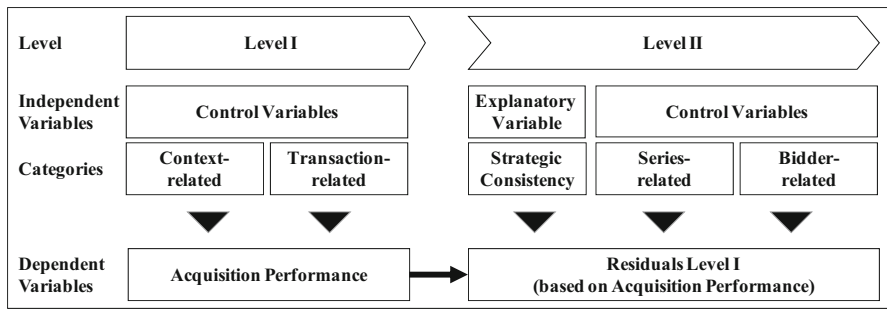 Level
Level I
Level II
Independent
Variables
Control Variables
Explanatory
Variable
Control Variables
Categories
Context-
related
Transaction-
related
Strategic
Consistency
Series-
related
Bidder-
related
Dependent
Variables
Acquisition Performance
Residuals Level I
(based on Acquisition Performance)